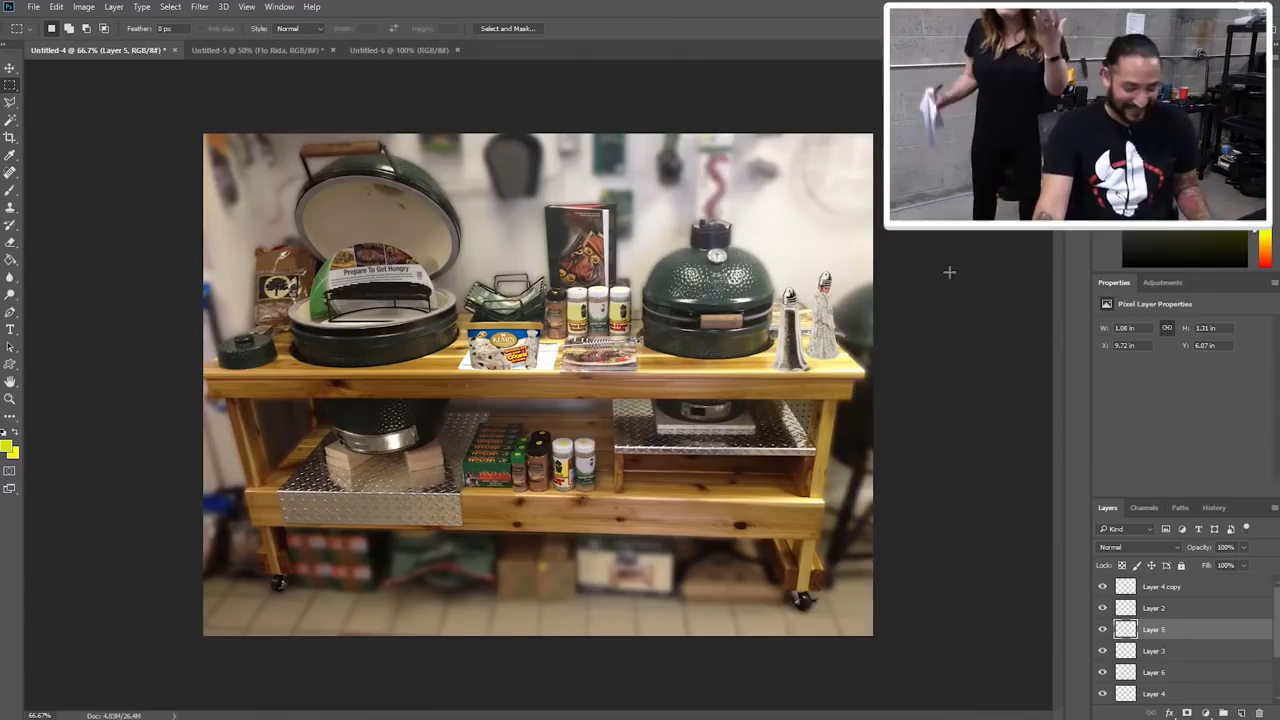 Ps File Edit Image Layer Type Select Filter 3D View Window Help
Feather: 0 px Anti-alias Style: Normal Width: Height: Select and Mask...
Untitled-4 @ 66.7% (Layer 5, RGB/8#) * × Untitled-5 @ 50% (Flo Rida, RGB/8#) * × Untitled-6 @ 100% (RGB/8#) ×
Prepare To Get Hungry
KEMPS
Properties Adjustments
Pixel Layer Properties
W: 1.08 in H: 1.31 in
X: 9.72 in Y: 6.07 in
Layers Channels Paths History
Kind
Normal Opacity: 100%
Lock: Fill: 100%
Layer 4 copy
Layer 2
Layer 5
Layer 3
Layer 6
Layer 4
fx
66.67% Doc: 4.83M/26.4M